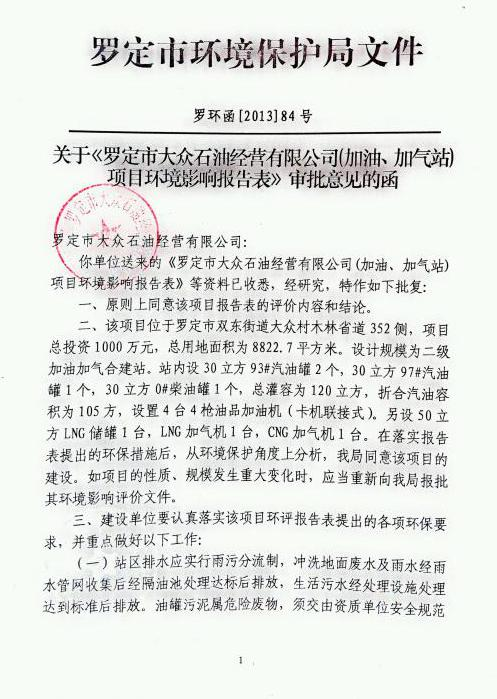 罗定市环境保护局文件
罗环函[2013]84号
关于《罗定市大众石油经营有限公司(加油、加气站)
项目环境影响报告表》审批意见的函
罗定市大众石油经营有限公司:
你单位送来的《罗定市大众石油经营有限公司(加油、加气站)
项目环境影响报告表》等资料已收悉,经研究,特作如下批复:
一、原则上同意该项目报告表的评价内容和结论。
二、该项目位于罗定市双东街道大众村木林省道352侧,项目
总投资1000万元,总用地面积为8822.7平方米。设计规模为二级
加油加气合建站。站内设30立方93#汽油罐2个,30立方97#汽油
罐1个,30立方0#柴油罐1个,总灌容为120立方,折合汽油容
积为105方,设置4台4枪油品加油机(卡机联接式)。另设50立
方LNG储罐1台,LNG加气机1台,CNG加气机1台。在落实报告
表提出的环保措施后,从环境保护角度上分析,我局同意该项目的
建设。如项目的性质、规模发生重大变化时,应当重新向我局报批
其环境影响评价文件。
三、建设单位要认真落实该项目环评报告表提出的各项环保要
求,并重点做好以下工作:
(一)站区排水应实行雨污分流制,冲洗地面废水及雨水经雨
水管网收集后经隔油池处理达标后排放,生活污水经处理设施处理
达到标准后排放。油罐污泥属危险废物,须交由资质单位安全规范
1